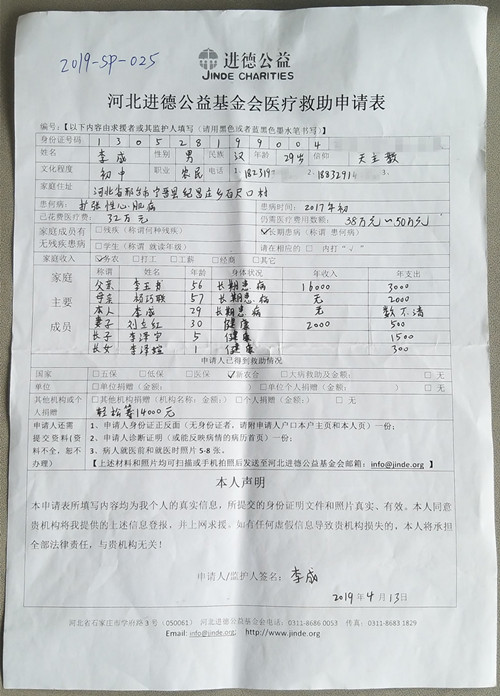 2019-SP-025
进德公益
JINDE CHARITIES
河北进德公益基金会医疗救助申请表
编号:【以下内容由求援者或其监护人填写(请用黑色或者蓝黑色墨水笔书写)】
身份证号码 1 3 0 5 2 8 1 9 9 0 0 4
姓名 李成 性别 男 民族 汉 29岁 信仰 天主教
文化程度 初中 职业 农民 电话1.182319 2.18832914
家庭住址 河北省邢台市宁晋县纪昌庄乡石尺口村
患何病: 扩张性心肌病 患病时间: 2017年初
已花费医疗费: 32万元 仍需医疗费用数额: 38万元~50万元
家庭成员有无残疾患病 □残疾(称谓何种残疾) ☑长期患病(称谓 患何病)
□学生(称谓 就读年级) 请在相应的 □ 内打 “√”
家庭收入 ☑务农 □打工 □工薪 □经商 □其它
家庭主要成员 称谓 姓名 年龄 身体状况 年收入 年支出
父亲 李玉 56 长期患病 16000 3000
母亲 杨巧联 57 长期患病 无 2000
本人 李成 29 长期患病 无 数不清
妻子 刘立红 30 健康 2000 500
长子 李泽宇 5 健康 1500
长女 李泽煊 1 健康 300
申请人已得到救助情况
国家 □五保 □低保 □医保 ☑新农合 □大病救助及金额: □ 无
单位 □单位捐赠(金额: ) □单位个人捐赠(金额: ) □ 无
其他机构或个人捐赠 □其他机构捐赠(机构名称: 金额:) □个人捐赠(金额:) □ 无
轻松筹14000元
申请人还需提交资料(资料不全,恕不办理)
1、申请人身份证正反面(无身份证者,请附申请人户口本户主页和本人页)一份;
2、申请人诊断证明(或能反映病情的病历首页)一份;
3、病人就医前和就医时照片 5-8 张.
【上述材料和照片均可扫描或手机拍照后发送至河北进德公益基金会邮箱: info@jinde.org 】
本人声明
本申请表所填写内容均为我个人的真实信息,所提交的身份证明文件和照片真实、有效。本人同意
贵机构将我提供的上述信息登报,并上网求援。如有任何虚假信息导致贵机构损失的,本人将承担
全部法律责任,与贵机构无关!
申请人/监护人签名: 李成
2019年4月13日
河北省石家庄市学府路 3 号(050061) 河北进德公益基金会电话: 0311-8686 0053 传真: 0311-8683 1829
Email: info@jinde.org; http://www.jinde.org